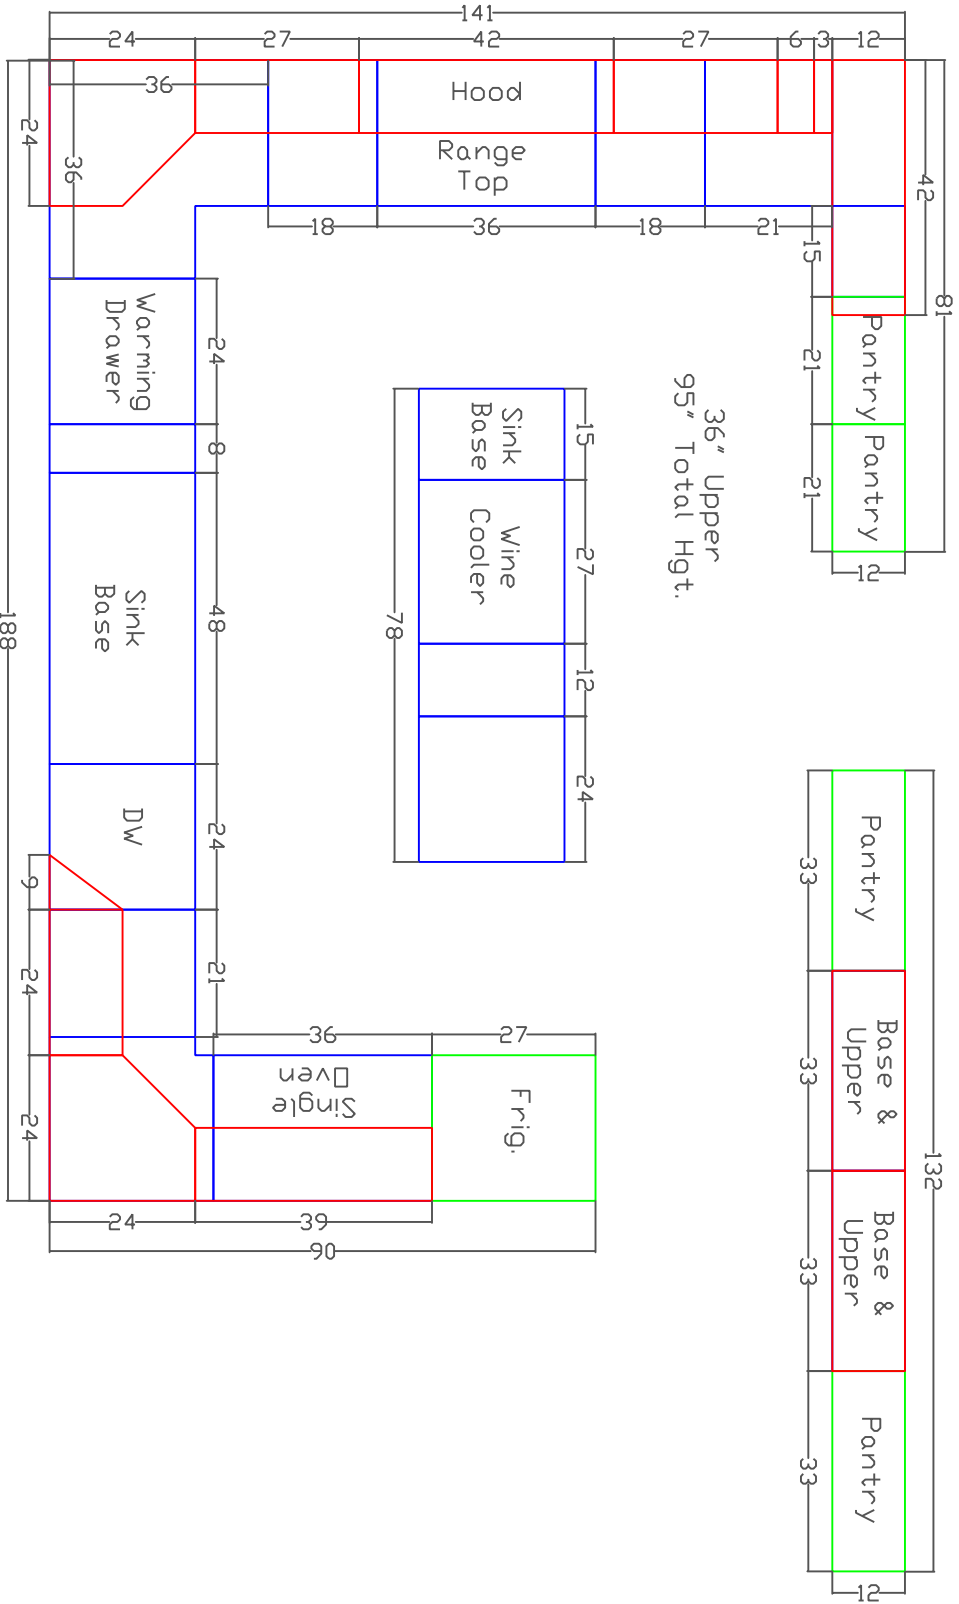 141
24
27
42
27
6
3
12
36
Hood
24
36
Range
Top
42
81
18
36
18
21
15
Warming
Drawer
24
21
Pantry
8
21
Pantry
12
36" Upper
95" Total Hgt.
Sink
Base
15
Wine
Cooler
27
78
12
24
188
Sink
Base
48
DW
24
9
24
21
24
36
27
Single
Oven
Frig.
24
39
90
Pantry
33
Base &
Upper
33
132
Base &
Upper
33
Pantry
33
12